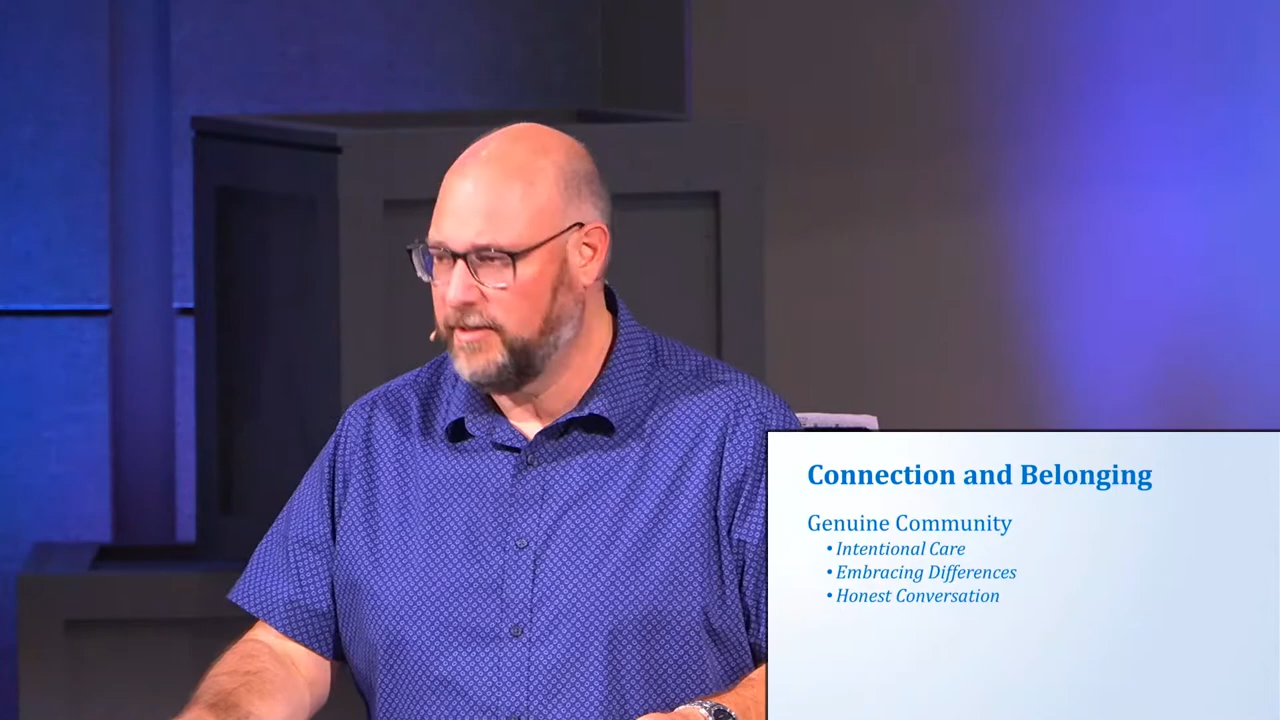 Connection and Belonging
Genuine Community
• Intentional Care
• Embracing Differences
• Honest Conversation